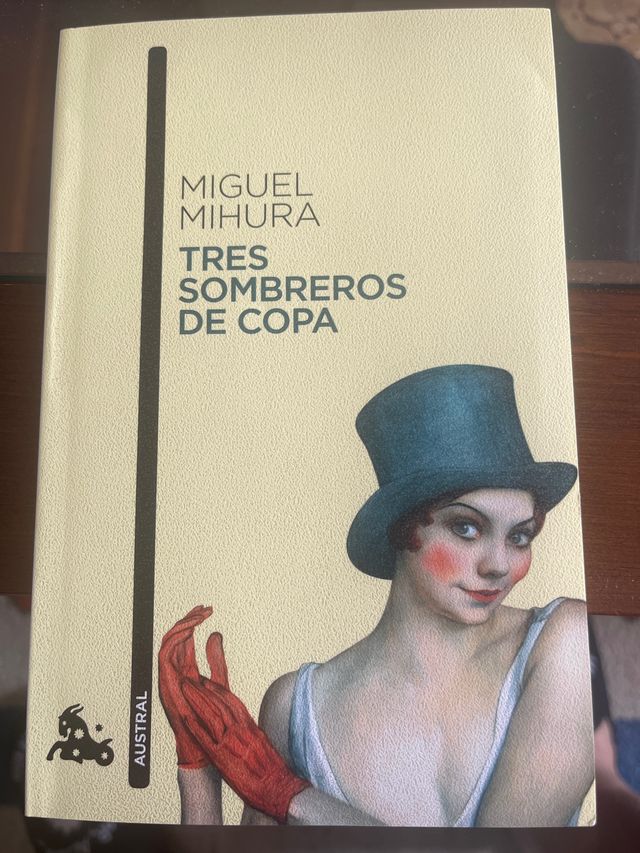 MIGUEL
MIHURA
TRES
SOMBREROS
DE COPA
AUSTRAL